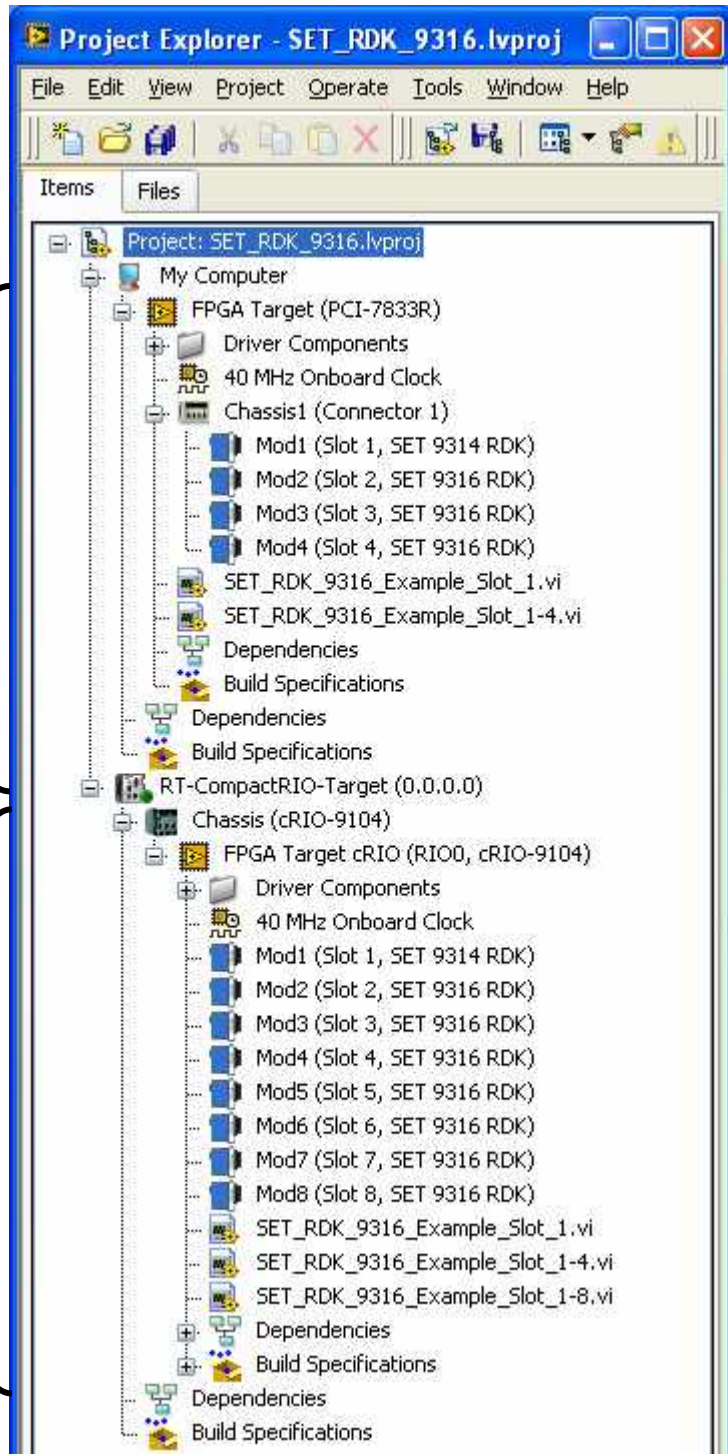 Project Explorer - SET_RDK_9316.lvproj
File Edit View Project Operate Tools Window Help
Items Files
Project: SET_RDK_9316.lvproj
My Computer
FPGA Target (PCI-7833R)
Driver Components
40 MHz Onboard Clock
Chassis1 (Connector 1)
Mod1 (Slot 1, SET 9314 RDK)
Mod2 (Slot 2, SET 9316 RDK)
Mod3 (Slot 3, SET 9316 RDK)
Mod4 (Slot 4, SET 9316 RDK)
SET_RDK_9316_Example_Slot_1.vi
SET_RDK_9316_Example_Slot_1-4.vi
Dependencies
Build Specifications
Dependencies
Build Specifications
RT-CompactRIO-Target (0.0.0.0)
Chassis (cRIO-9104)
FPGA Target cRIO (RIO0, cRIO-9104)
Driver Components
40 MHz Onboard Clock
Mod1 (Slot 1, SET 9314 RDK)
Mod2 (Slot 2, SET 9316 RDK)
Mod3 (Slot 3, SET 9316 RDK)
Mod4 (Slot 4, SET 9316 RDK)
Mod5 (Slot 5, SET 9316 RDK)
Mod6 (Slot 6, SET 9316 RDK)
Mod7 (Slot 7, SET 9316 RDK)
Mod8 (Slot 8, SET 9316 RDK)
SET_RDK_9316_Example_Slot_1.vi
SET_RDK_9316_Example_Slot_1-4.vi
SET_RDK_9316_Example_Slot_1-8.vi
Dependencies
Build Specifications
Dependencies
Build Specifications